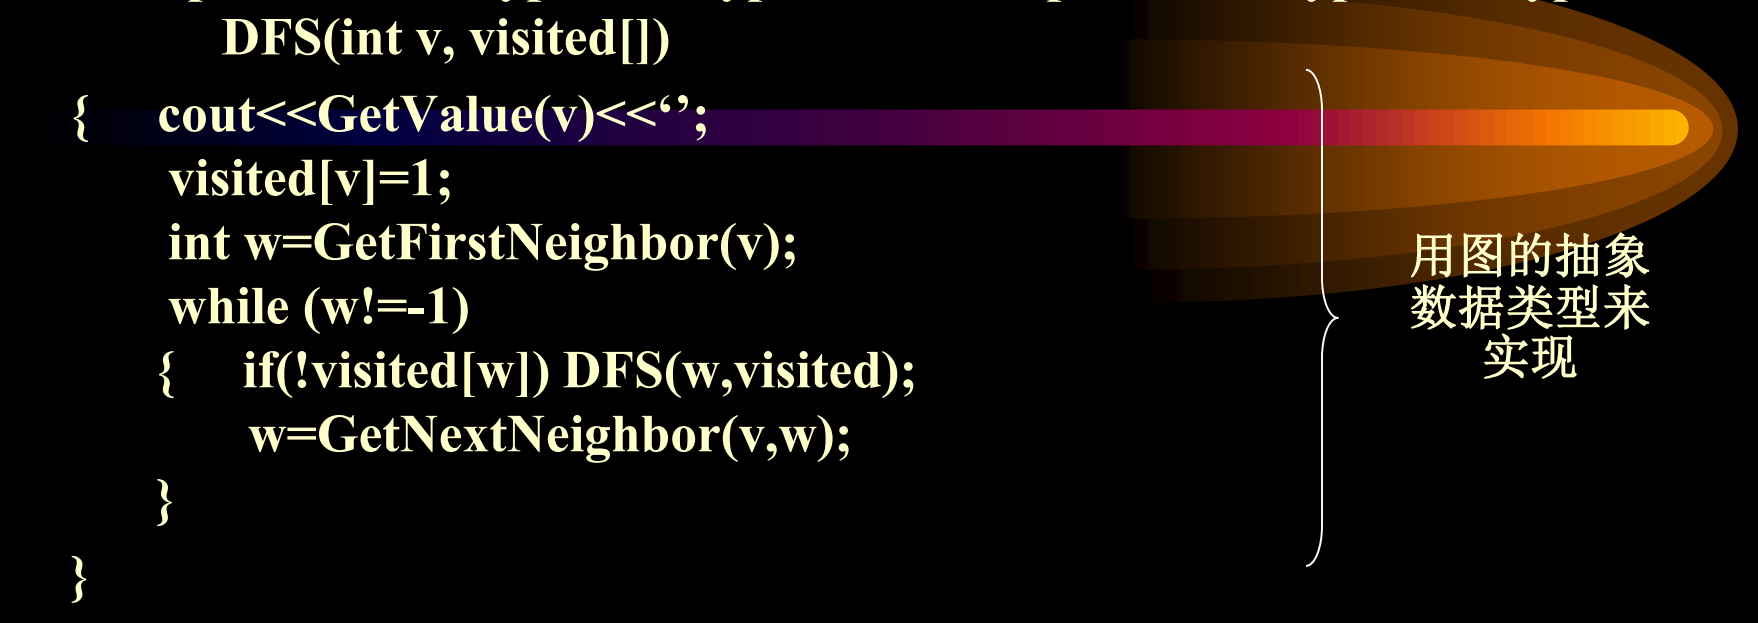 DFS(int v, visited[])
{ cout<<GetValue(v)<<‘’;
visited[v]=1;
int w=GetFirstNeighbor(v);
while (w!=-1)
{ if(!visited[w]) DFS(w,visited);
w=GetNextNeighbor(v,w);
}
}
用图的抽象
数据类型来
实现